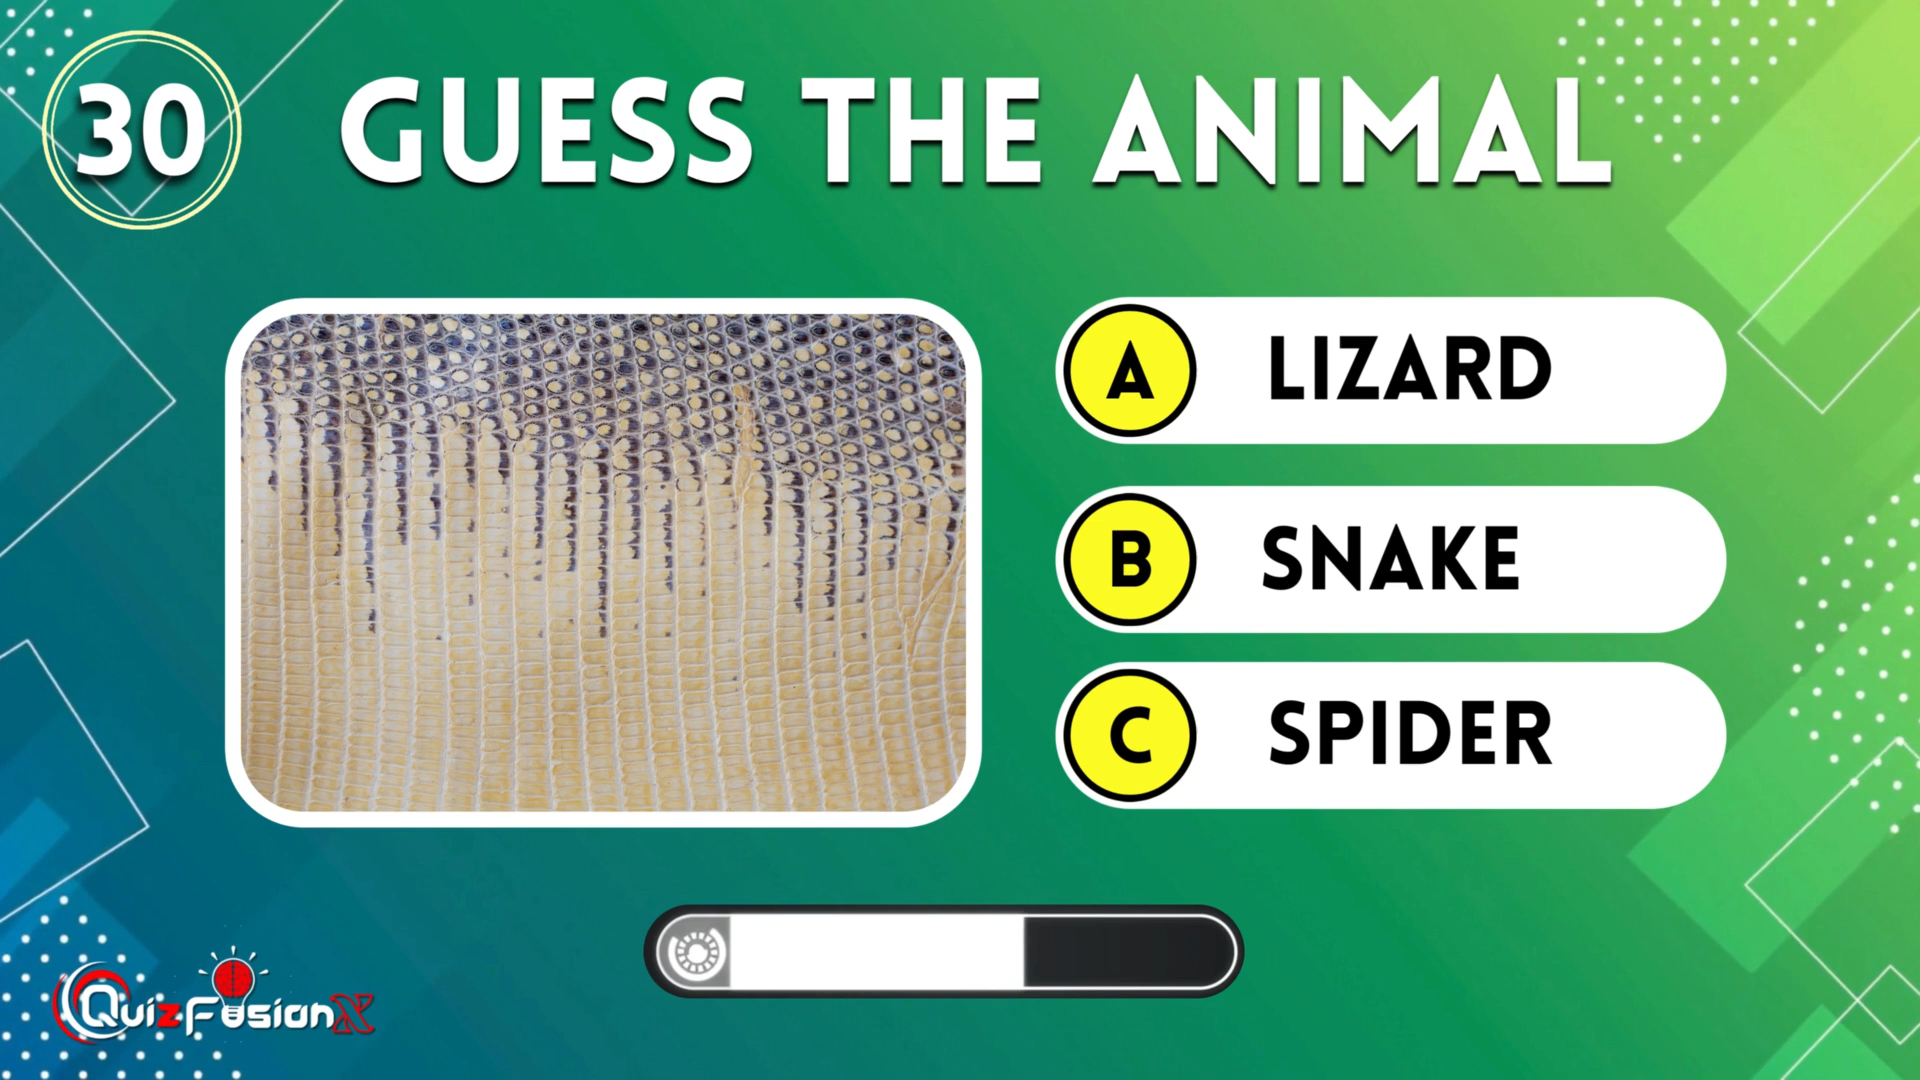 30
GUESS THE ANIMAL
A LIZARD
B SNAKE
C SPIDER
QuizFusionX